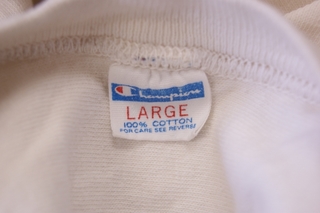 Champion
LARGE
100% COTTON
FOR CARE SEE REVERSE